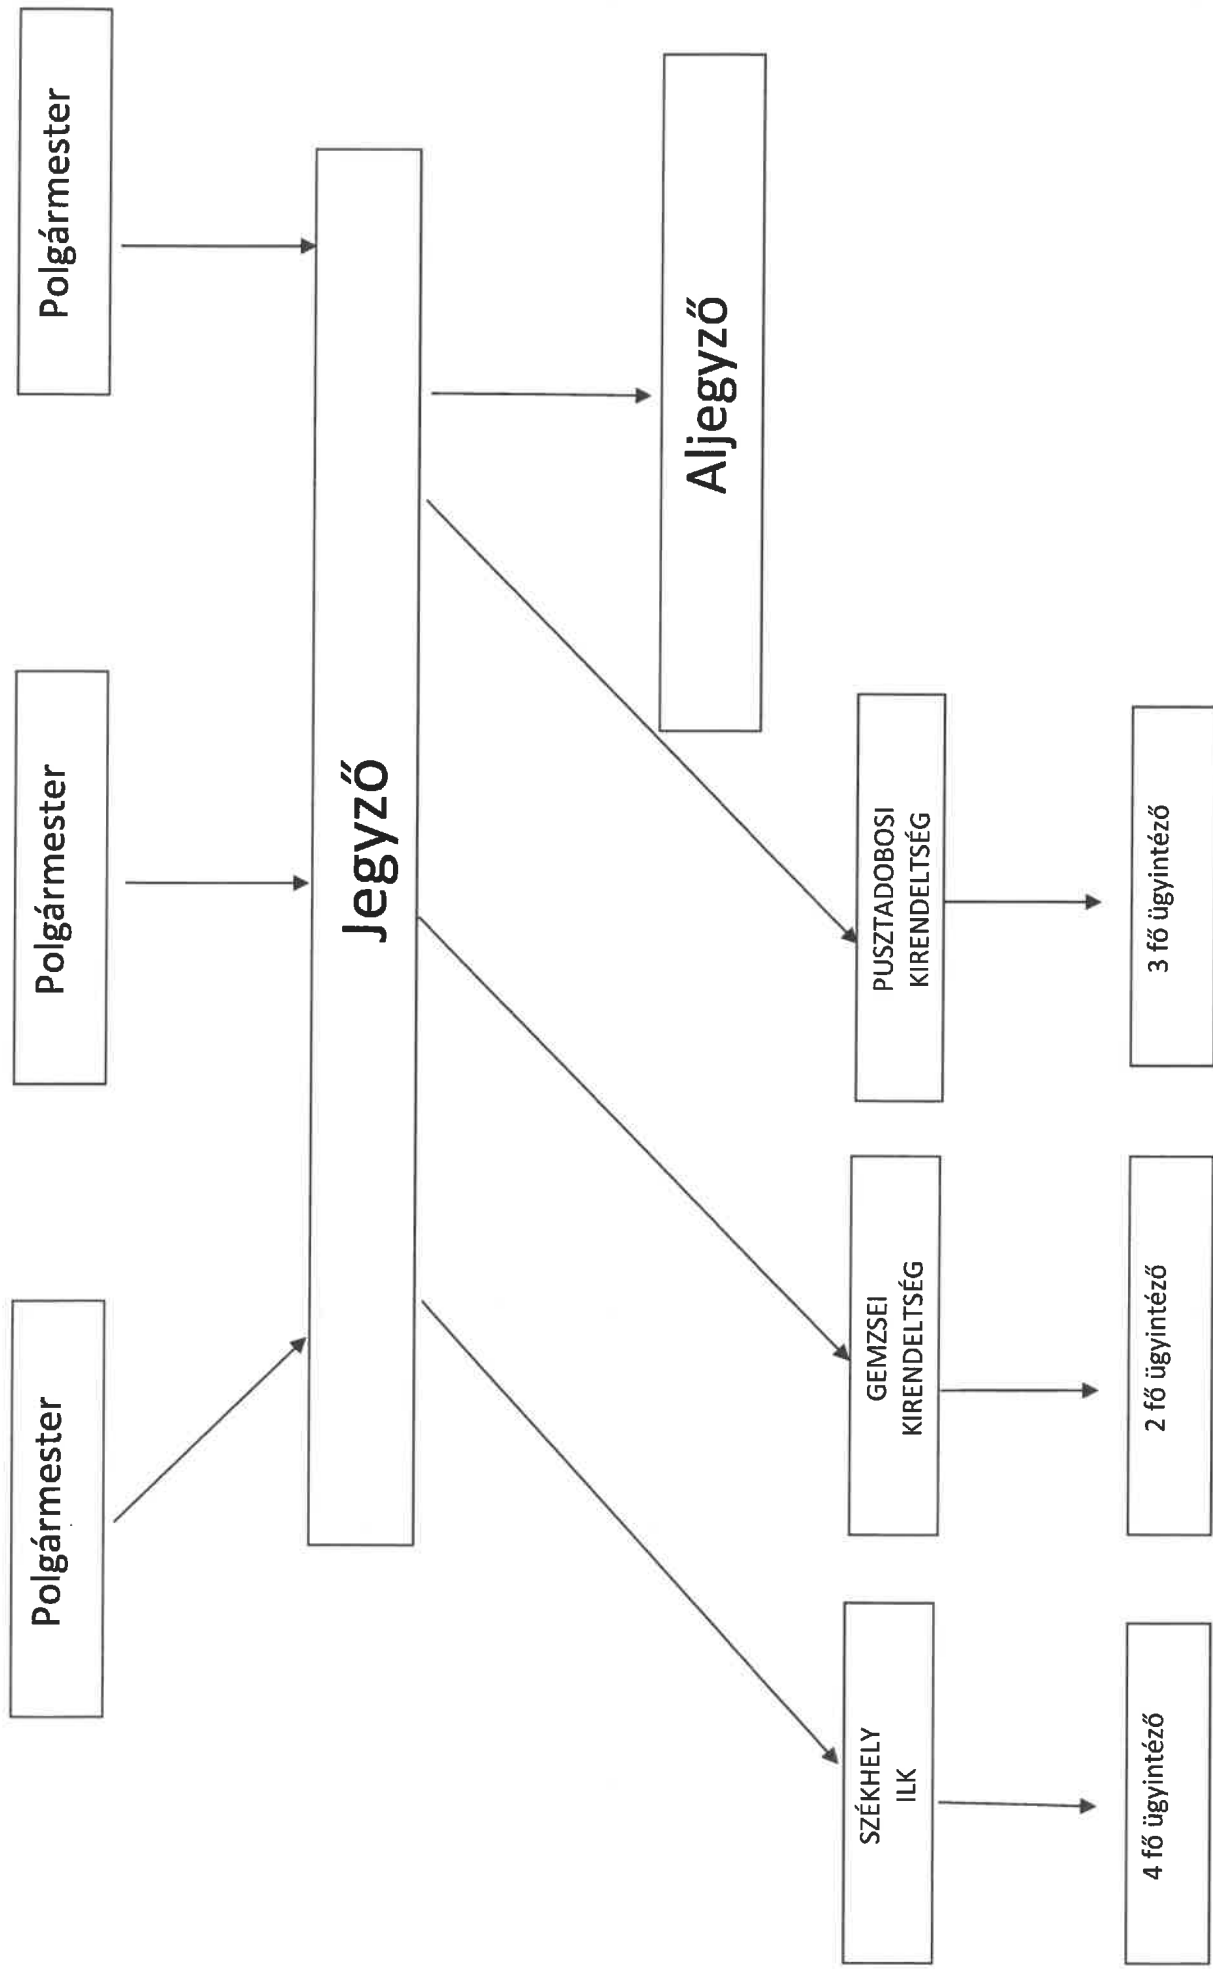 Polgármester
Polgármester
Polgármester
Jegyző
Aljegyző
SZÉKHELY
ILK
GEMZSEI
KIRENDELTSÉG
PUSZTADOBOSI
KIRENDELTSÉG
4 fő ügyintéző
2 fő ügyintéző
3 fő ügyintéző